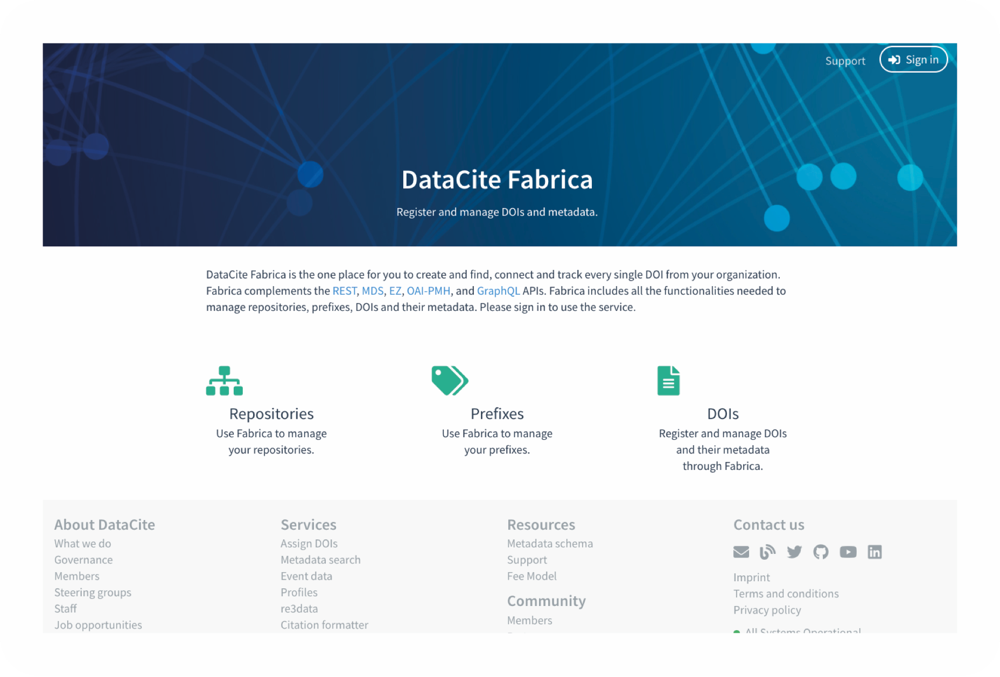 Support
Sign in
DataCite Fabrica
Register and manage DOIs and metadata.
DataCite Fabrica is the one place for you to create and find, connect and track every single DOI from your organization.
Fabrica complements the REST, MDS, EZ, OAI-PMH, and GraphQL APIs. Fabrica includes all the functionalities needed to
manage repositories, prefixes, DOIs and their metadata. Please sign in to use the service.
Repositories
Use Fabrica to manage
your repositories.
Prefixes
Use Fabrica to manage
your prefixes.
DOIs
Register and manage DOIs
and their metadata
through Fabrica.
About DataCite
What we do
Governance
Members
Steering groups
Staff
Job opportunities
Services
Assign DOIs
Metadata search
Event data
Profiles
re3data
Citation formatter
Resources
Metadata schema
Support
Fee Model
Community
Members
Contact us
Imprint
Terms and conditions
Privacy policy
All Systems Operational